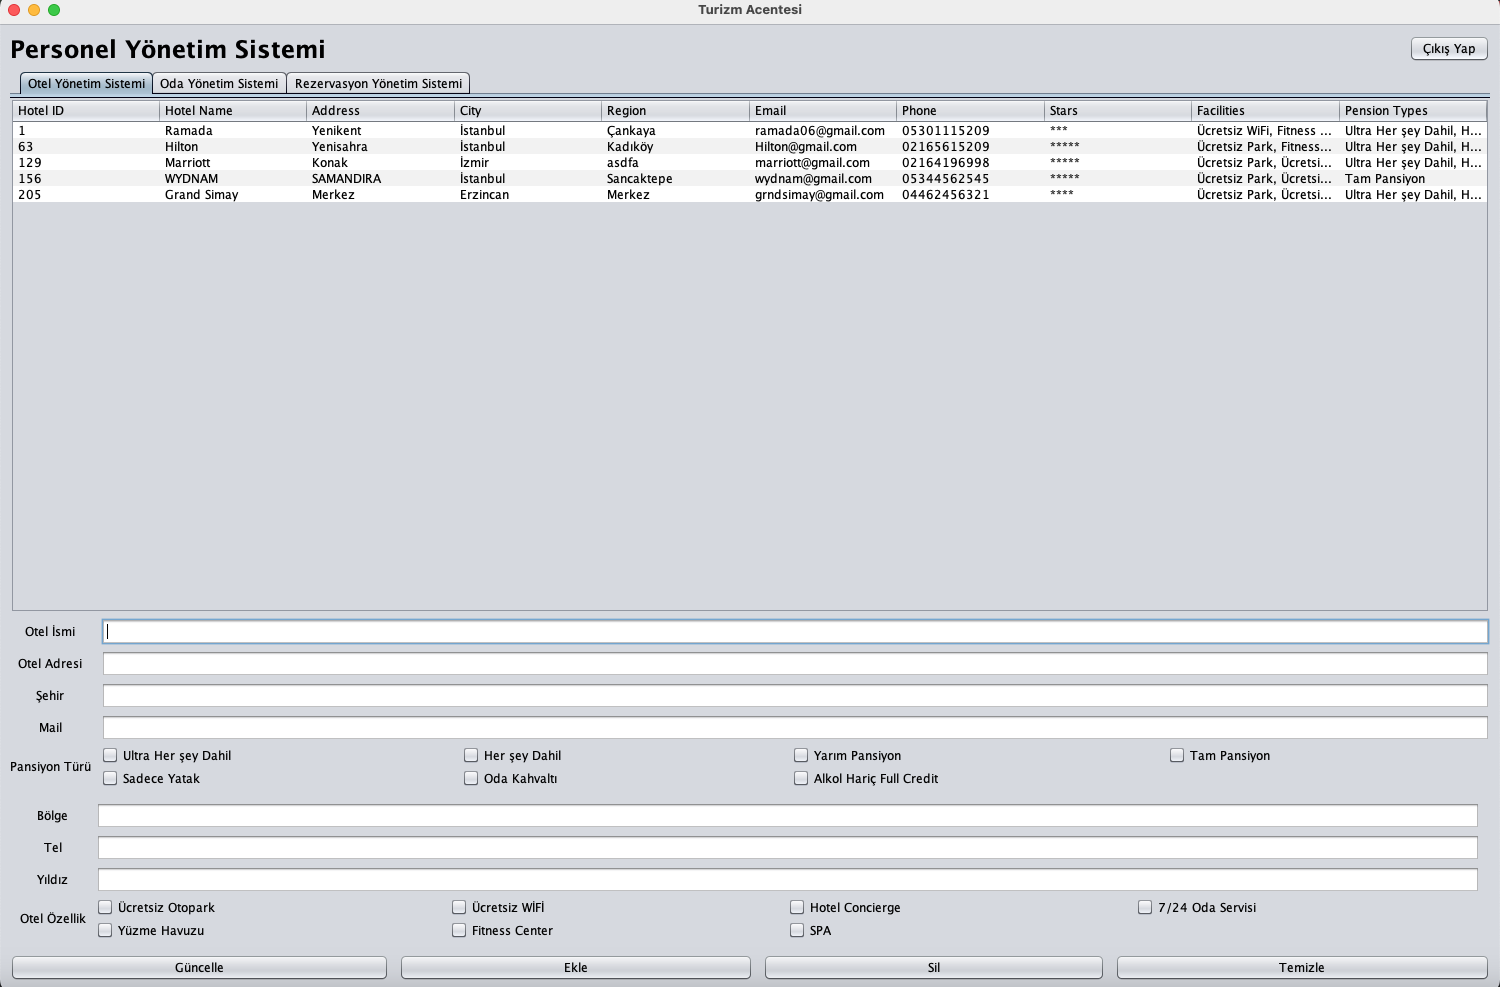 Turizm Acentesi
Personel Yönetim Sistemi
Çıkış Yap
Otel Yönetim Sistemi Oda Yönetim Sistemi Rezervasyon Yönetim Sistemi
Hotel ID Hotel Name Address City Region Email Phone Stars Facilities Pension Types
1 Ramada Yenikent İstanbul Çankaya ramada06@gmail.com 05301115209 *** Ücretsiz WiFi, Fitness ... Ultra Her şey Dahil, H...
63 Hilton Yenisahra İstanbul Kadıköy Hilton@gmail.com 02165615209 ***** Ücretsiz Park, Fitness... Ultra Her şey Dahil, H...
129 Marriott Konak İzmir asdfa marriott@gmail.com 02164196998 ***** Ücretsiz Park, Ücretsi... Ultra Her şey Dahil, H...
156 WYDNAM SAMANDIRA İstanbul Sancaktepe wydnam@gmail.com 05344562545 ***** Ücretsiz Park, Ücretsi... Tam Pansiyon
205 Grand Simay Merkez Erzincan Merkez grndsimay@gmail.com 04462456321 **** Ücretsiz Park, Ücretsi... Ultra Her şey Dahil, H...
Otel İsmi
Otel Adresi
Şehir
Mail
Pansiyon Türü
Ultra Her şey Dahil Her şey Dahil Yarım Pansiyon Tam Pansiyon
Sadece Yatak Oda Kahvaltı Alkol Hariç Full Credit
Bölge
Tel
Yıldız
Otel Özellik
Ücretsiz Otopark Ücretsiz WİFİ Hotel Concierge 7/24 Oda Servisi
Yüzme Havuzu Fitness Center SPA
Güncelle Ekle Sil Temizle